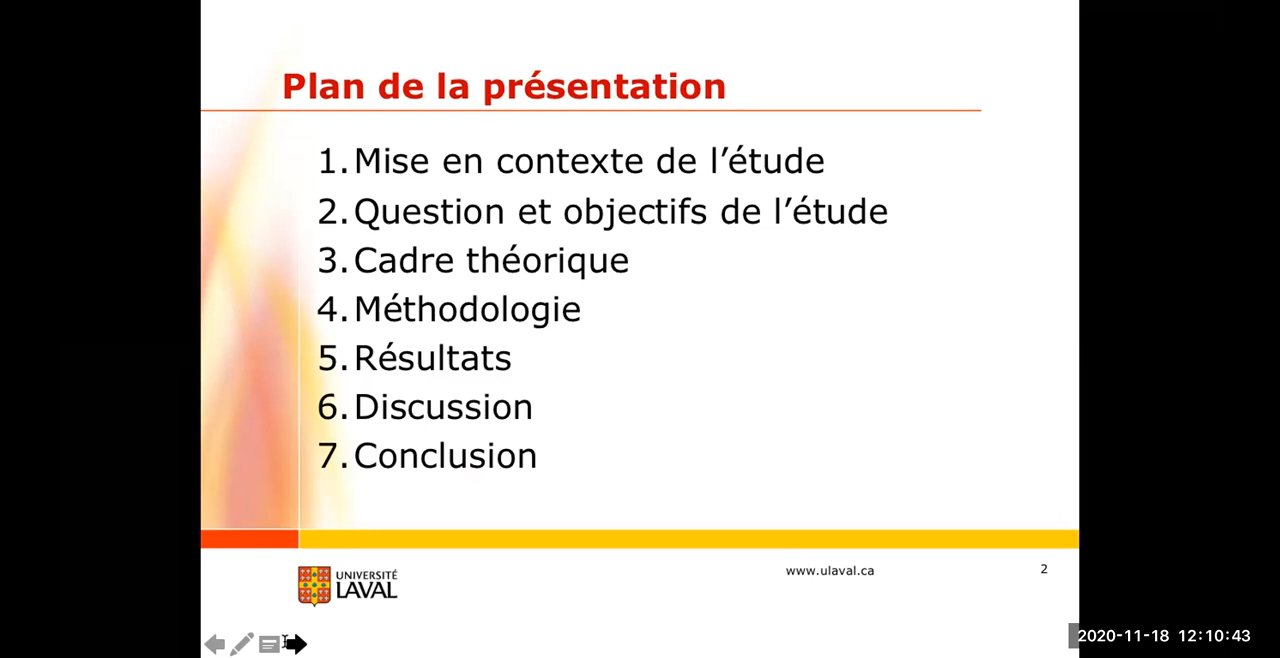 Plan de la présentation
1. Mise en contexte de l’étude
2. Question et objectifs de l’étude
3. Cadre théorique
4. Méthodologie
5. Résultats
6. Discussion
7. Conclusion
UNIVERSITÉ
LAVAL
www.ulaval.ca
2
2020-11-18 12:10:43